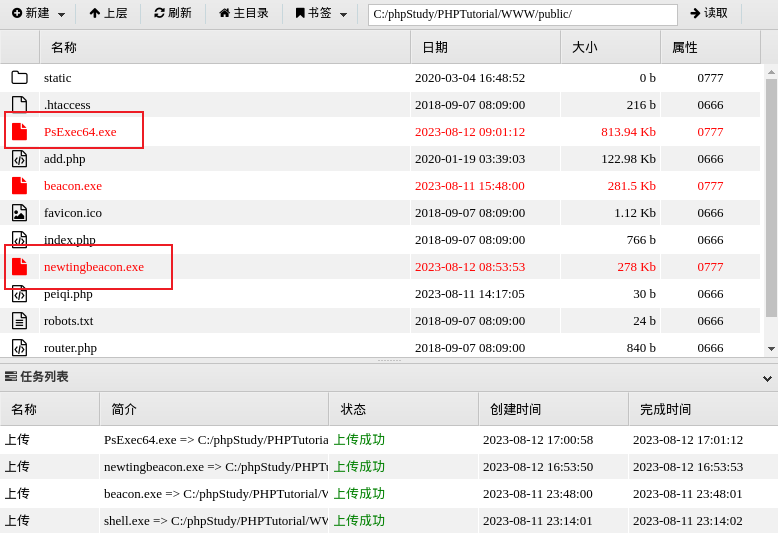 新建 上层 刷新 主目录 书签 C:/phpStudy/PHPTutorial/WWW/public/ 读取
名称 日期 大小 属性
static 2020-03-04 16:48:52 0 b 0777
.htaccess 2018-09-07 08:09:00 216 b 0666
PsExec64.exe 2023-08-12 09:01:12 813.94 Kb 0777
add.php 2020-01-19 03:39:03 122.98 Kb 0666
beacon.exe 2023-08-11 15:48:00 281.5 Kb 0777
favicon.ico 2018-09-07 08:09:00 1.12 Kb 0666
index.php 2018-09-07 08:09:00 766 b 0666
newtingbeacon.exe 2023-08-12 08:53:53 278 Kb 0777
peiqi.php 2023-08-11 14:17:05 30 b 0666
robots.txt 2018-09-07 08:09:00 24 b 0666
router.php 2018-09-07 08:09:00 840 b 0666
任务列表
名称 简介 状态 创建时间 完成时间
上传 PsExec64.exe => C:/phpStudy/PHPTutoria 上传成功 2023-08-12 17:00:58 2023-08-12 17:01:12
上传 newtingbeacon.exe => C:/phpStudy/PHPTu 上传成功 2023-08-12 16:53:50 2023-08-12 16:53:53
上传 beacon.exe => C:/phpStudy/PHPTutorial/W 上传成功 2023-08-11 23:48:00 2023-08-11 23:48:01
上传 shell.exe => C:/phpStudy/PHPTutorial/WW 上传成功 2023-08-11 23:14:01 2023-08-11 23:14:02